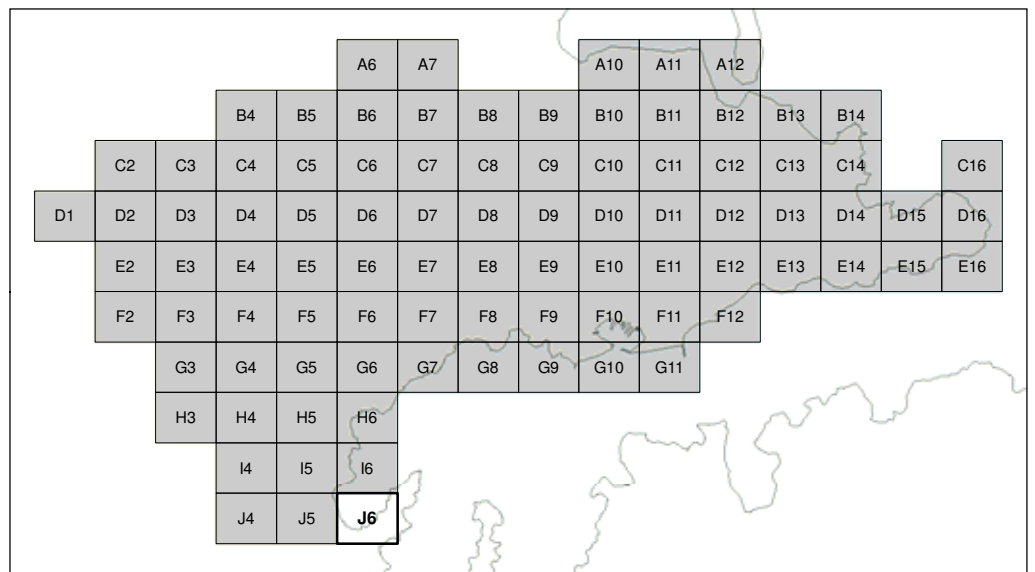 A6 A7 A10 A11 A12
B4 B5 B6 B7 B8 B9 B10 B11 B12 B13 B14
C2 C3 C4 C5 C6 C7 C8 C9 C10 C11 C12 C13 C14 C16
D1 D2 D3 D4 D5 D6 D7 D8 D9 D10 D11 D12 D13 D14 D15 D16
E2 E3 E4 E5 E6 E7 E8 E9 E10 E11 E12 E13 E14 E15 E16
F2 F3 F4 F5 F6 F7 F8 F9 F10 F11 F12
G3 G4 G5 G6 G7 G8 G9 G10 G11
H3 H4 H5 H6
I4 I5 I6
J4 J5 J6